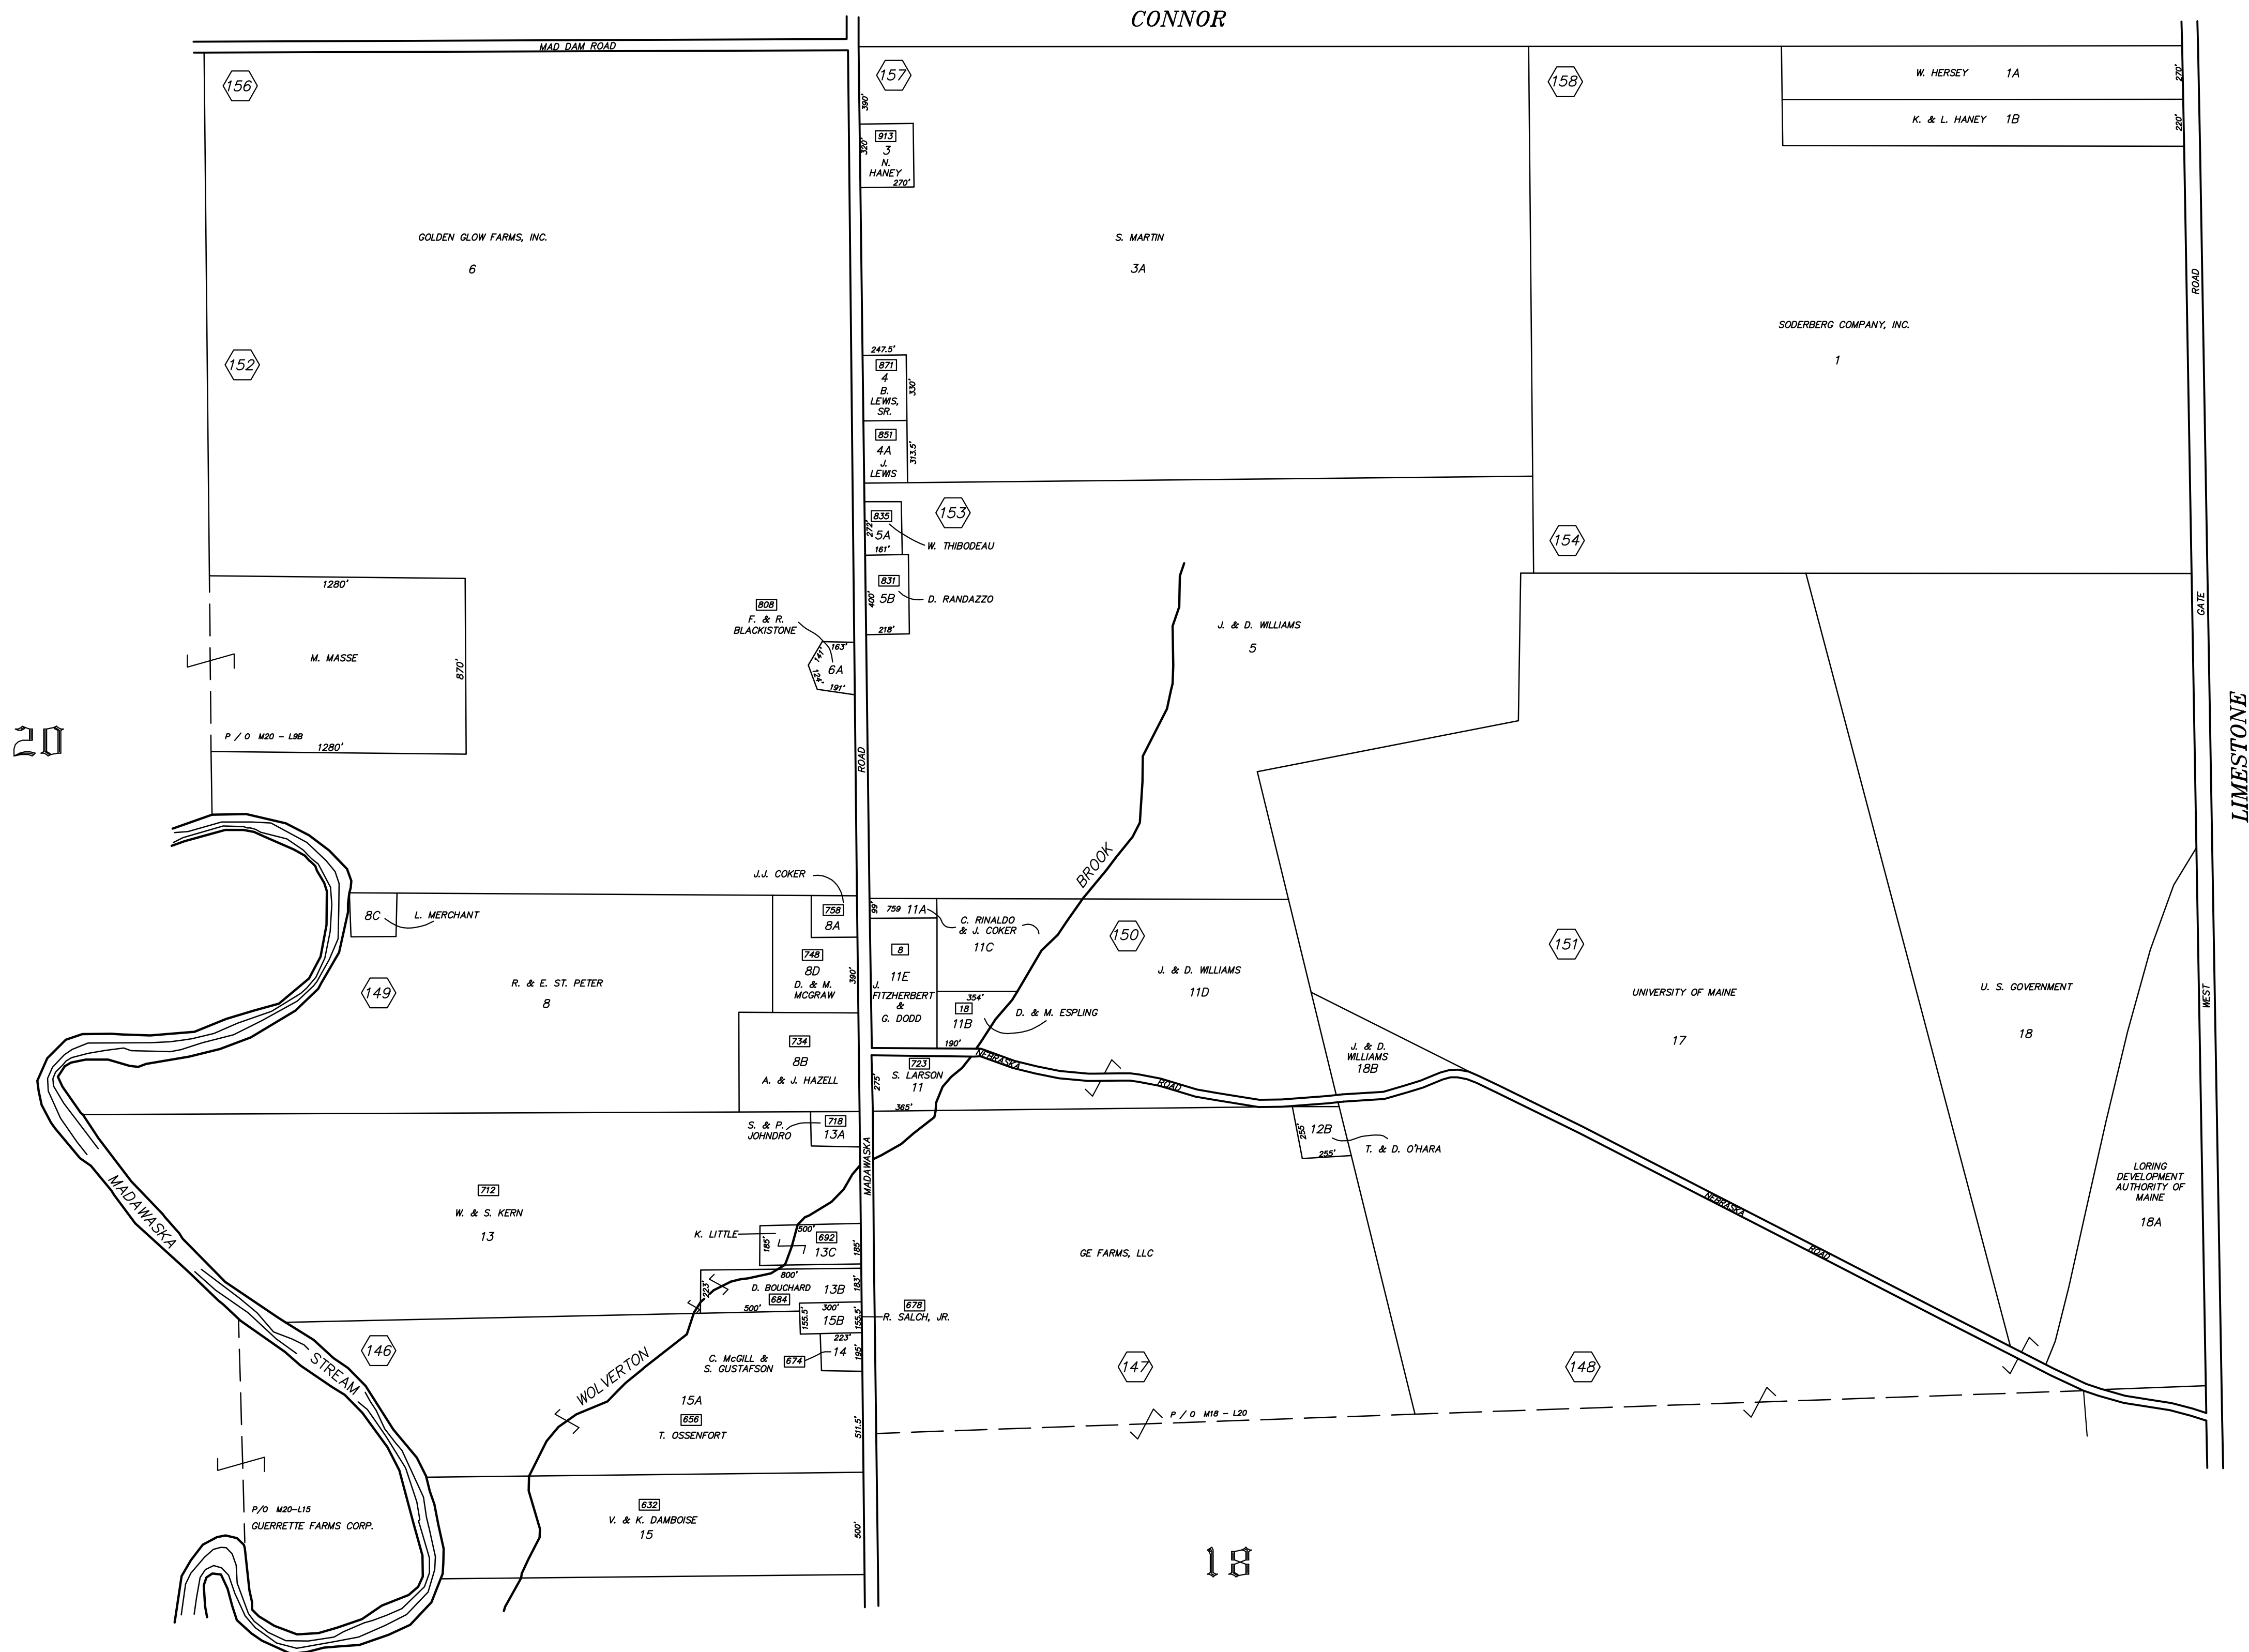 CONNOR
MAD DAM ROAD
156
157
158
W. HERSEY 1A
270'
K. & L. HANEY 1B
220'
390'
913
3
N.
HANEY
320'
270'
GOLDEN GLOW FARMS, INC.
6
S. MARTIN
3A
ROAD
SODERBERG COMPANY, INC.
1
152
247.5'
871
4
B.
LEWIS,
SR.
330'
851
4A
J.
LEWIS
313.5'
153
154
835
5A
272'
161'
W. THIBODEAU
831
5B
400'
218'
D. RANDAZZO
1280'
808
F. & R.
BLACKISTONE
163'
141'
6A
124'
191'
J. & D. WILLIAMS
5
GATE
M. MASSE
870'
LIMESTONE
20
P / O M20 - L9B
1280'
ROAD
BROOK
J.J. COKER
758
8A
8C
L. MERCHANT
99'
759 11A
C. RINALDO
& J. COKER
11C
150
151
748
8D
D. & M.
MCGRAW
390'
8
11E
J.
FITZHERBERT
&
G. DODD
149
R. & E. ST. PETER
8
J. & D. WILLIAMS
11D
UNIVERSITY OF MAINE
17
U. S. GOVERNMENT
18
WEST
354'
18
11B
190'
D. & M. ESPLING
734
8B
A. & J. HAZELL
NEBRASKA
ROAD
723
S. LARSON
11
275'
365'
J. & D.
WILLIAMS
18B
S. & P.
JOHNDRO
718
13A
MADAWASKA
255'
12B
255'
T. & D. O'HARA
LORING
DEVELOPMENT
AUTHORITY OF
MAINE
18A
NEBRASKA
ROAD
MADAWASKA
712
W. & S. KERN
13
K. LITTLE
500'
185'
692
13C
185'
GE FARMS, LLC
800'
223'
D. BOUCHARD 13B
183'
684
500'
300'
155.5'
15B
155.5'
678
R. SALCH, JR.
223'
C. McGILL &
S. GUSTAFSON
674
14
195'
146
STREAM
WOLVERTON
147
148
15A
656
T. OSSENFORT
511.5'
P / O M18 - L20
P/O M20-L15
GUERRETTE FARMS CORP.
632
V. & K. DAMBOISE
15
500'
18